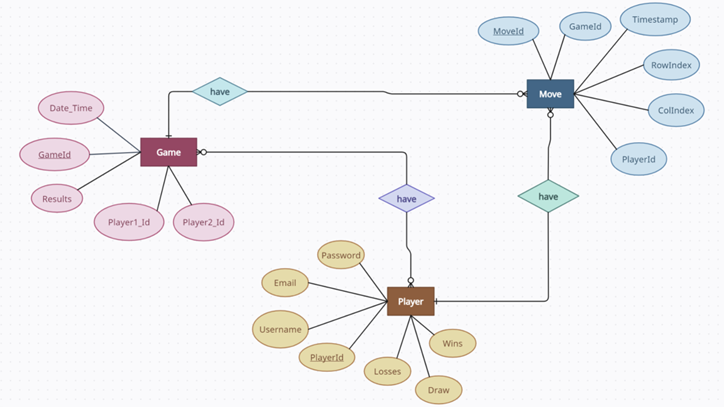 Timestamp
GameId
MoveId
RowIndex
have
Move
Date_Time
ColIndex
Game
GameId
PlayerId
Results
have
have
Player1_Id
Player2_Id
Password
Email
Player
Username
Wins
PlayerId
Losses
Draw